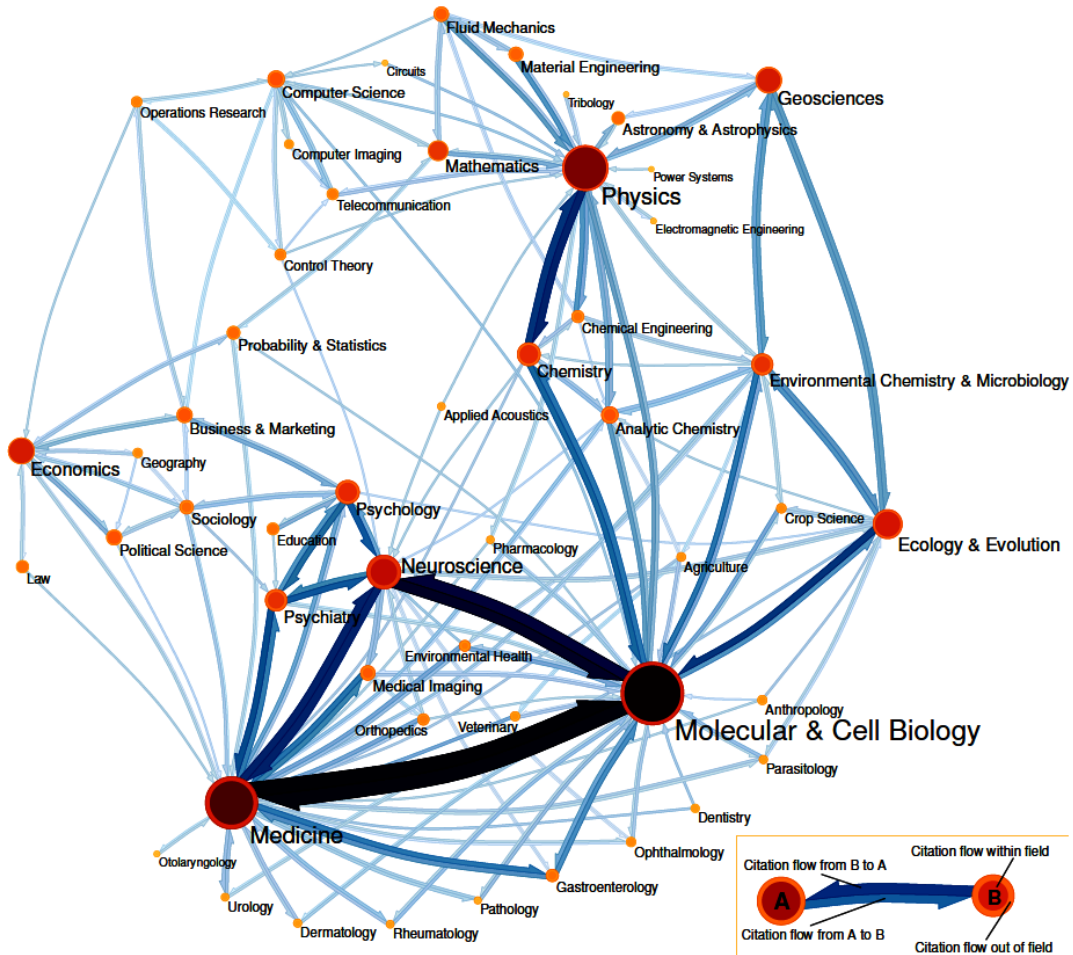 Fluid Mechanics
Material Engineering
Circuits
Computer Science
Geosciences
Operations Research
Tribology
Astronomy & Astrophysics
Computer Imaging
Mathematics
Physics
Power Systems
Telecommunication
Electromagnetic Engineering
Control Theory
Chemical Engineering
Probability & Statistics
Chemistry
Environmental Chemistry & Microbiology
Applied Acoustics
Analytic Chemistry
Business & Marketing
Economics
Geography
Psychology
Sociology
Crop Science
Political Science
Education
Pharmacology
Ecology & Evolution
Neuroscience
Agriculture
Law
Psychiatry
Environmental Health
Medical Imaging
Anthropology
Orthopedics
Veterinary
Molecular & Cell Biology
Parasitology
Dentistry
Medicine
Ophthalmology
Otolaryngology
Gastroenterology
Urology
Pathology
Dermatology
Rheumatology
Citation flow from B to A
Citation flow within field
A
B
Citation flow from A to B
Citation flow out of field